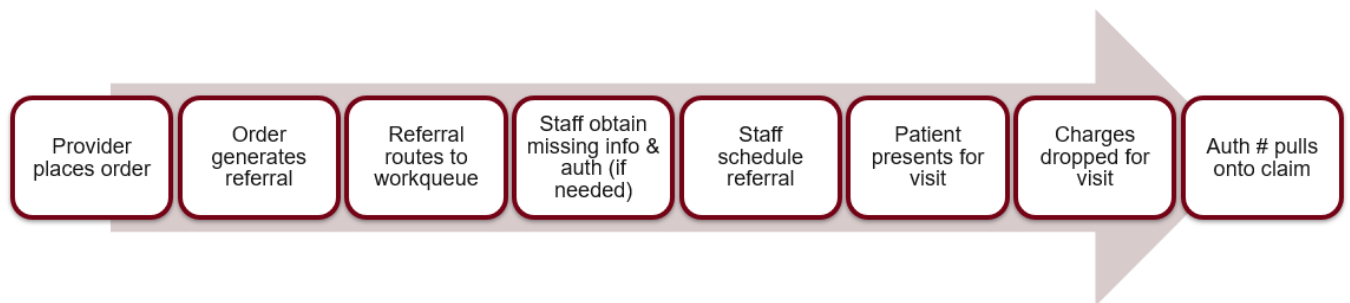 Provider
places order
Order
generates
referral
Referral
routes to
workqueue
Staff obtain
missing info &
auth (if
needed)
Staff
schedule
referral
Patient
presents for
visit
Charges
dropped for
visit
Auth # pulls
onto claim